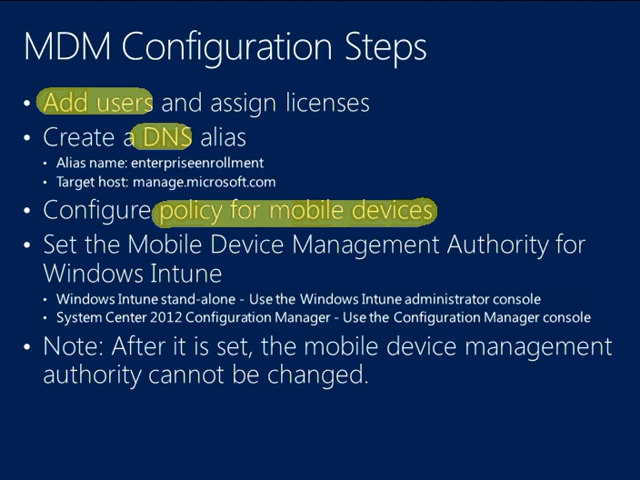 MDM Configuration Steps
• Add users and assign licenses
• Create a DNS alias
• Alias name: enterpriseenrollment
• Target host: manage.microsoft.com
• Configure policy for mobile devices
• Set the Mobile Device Management Authority for
Windows Intune
• Windows Intune stand-alone - Use the Windows Intune administrator console
• System Center 2012 Configuration Manager - Use the Configuration Manager console
• Note: After it is set, the mobile device management
authority cannot be changed.